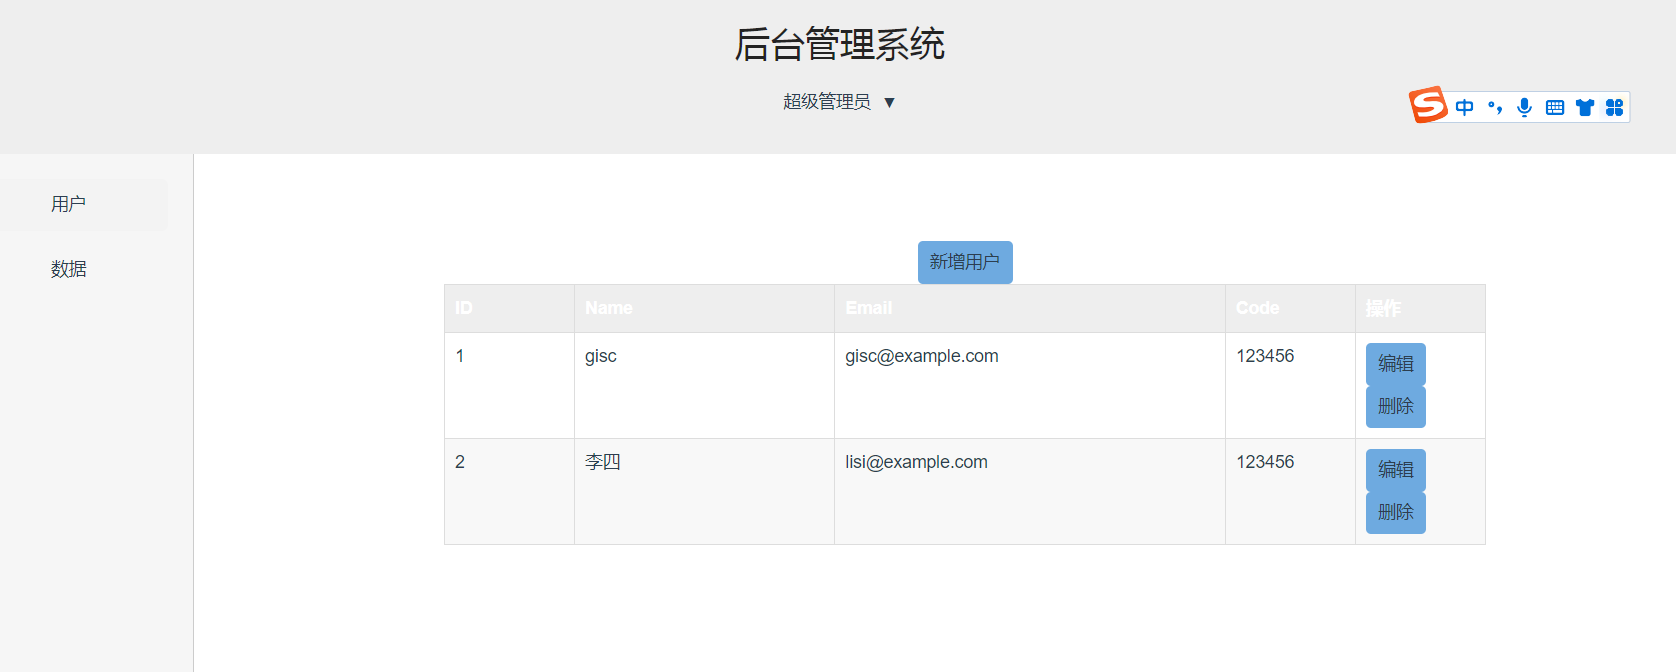 后台管理系统
超级管理员 ▼
S 中
用户
数据
新增用户
ID Name Email Code 操作
1 gisc gisc@example.com 123456 编辑
删除
2 李四 lisi@example.com 123456 编辑
删除